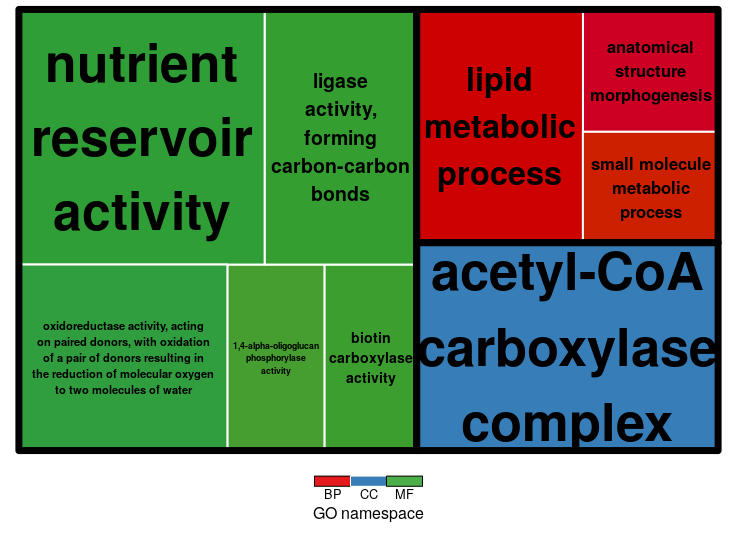 nutrient
reservoir
activity
ligase
activity,
forming
carbon-carbon
bonds
oxidoreductase activity, acting
on paired donors, with oxidation
of a pair of donors resulting in
the reduction of molecular oxygen
to two molecules of water
1,4-alpha-oligoglucan
phosphorylase
activity
biotin
carboxylase
activity
lipid
metabolic
process
anatomical
structure
morphogenesis
small molecule
metabolic
process
acetyl-CoA
carboxylase
complex
BP CC MF
GO namespace